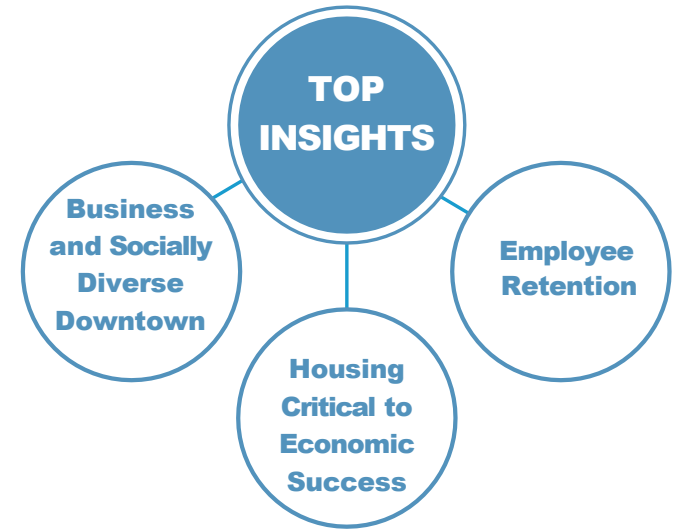 TOP
INSIGHTS
Business
and Socially
Diverse
Downtown
Housing
Critical to
Economic
Success
Employee
Retention